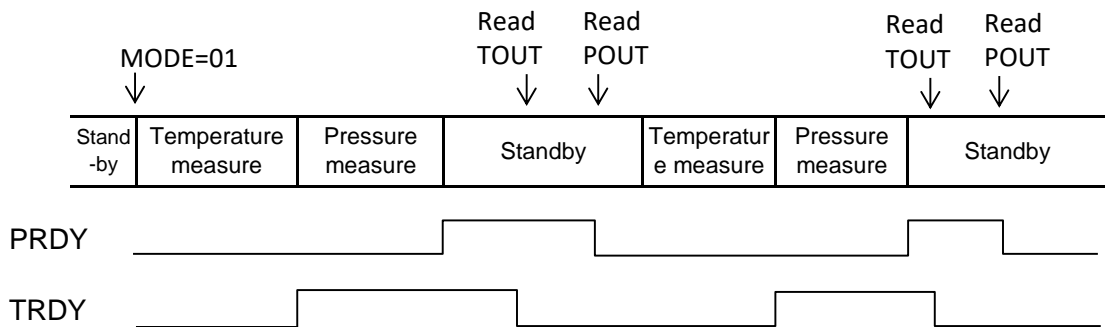 Read
TOUT
Read
POUT
Read
TOUT
Read
POUT
MODE=01
Stand
-by
Temperature
measure
Pressure
measure
Standby
Temperatur
e measure
Pressure
measure
Standby
PRDY
TRDY